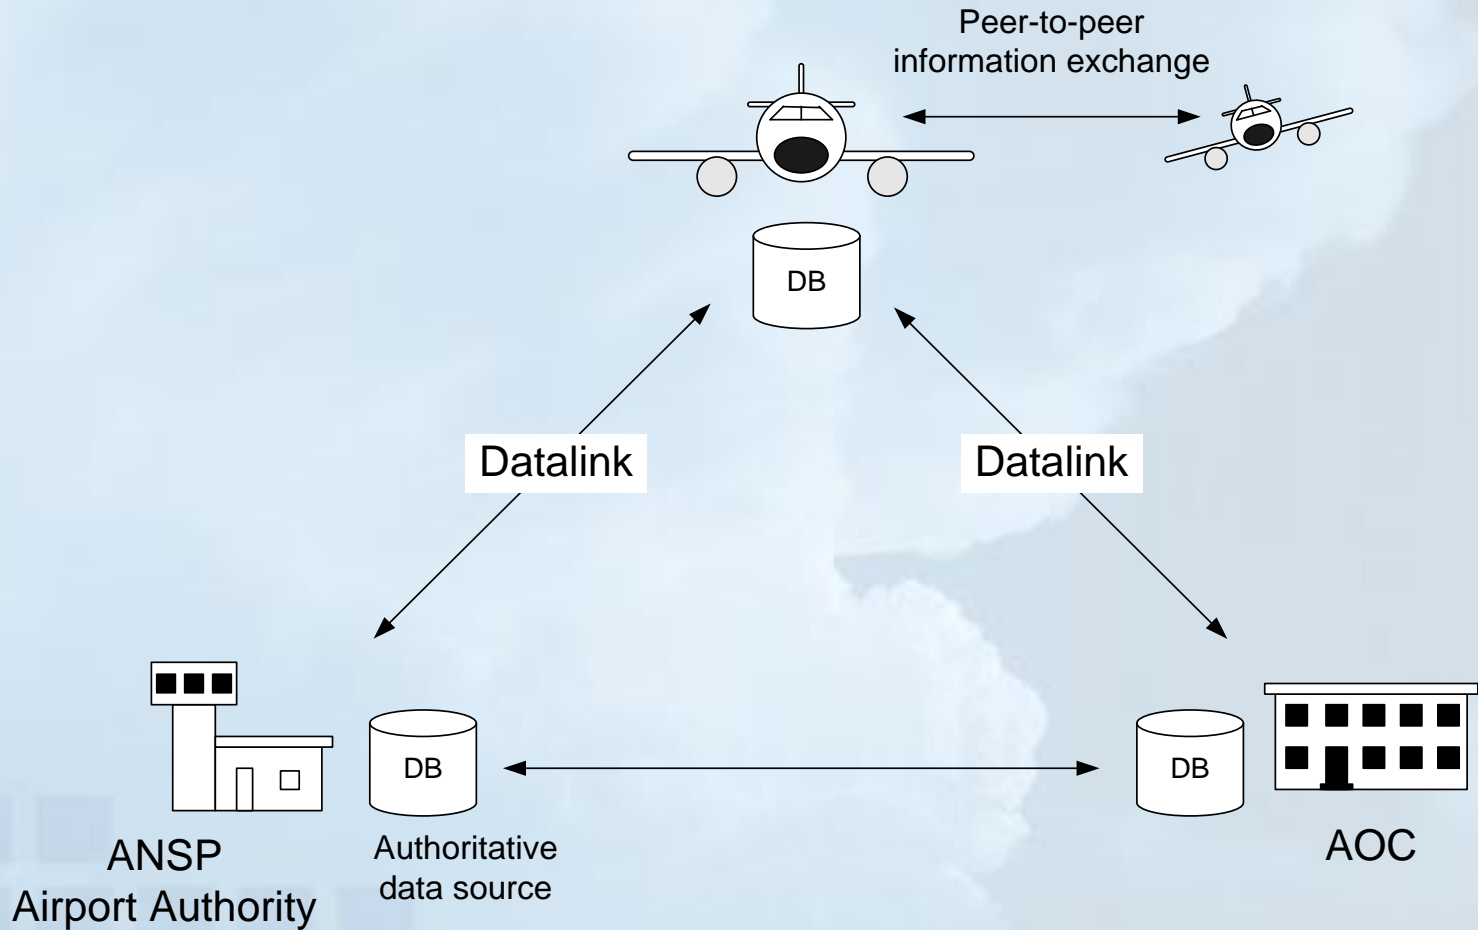 Peer-to-peer
information exchange
DB
Datalink
Datalink
DB
DB
Authoritative
data source
ANSP
Airport Authority
AOC